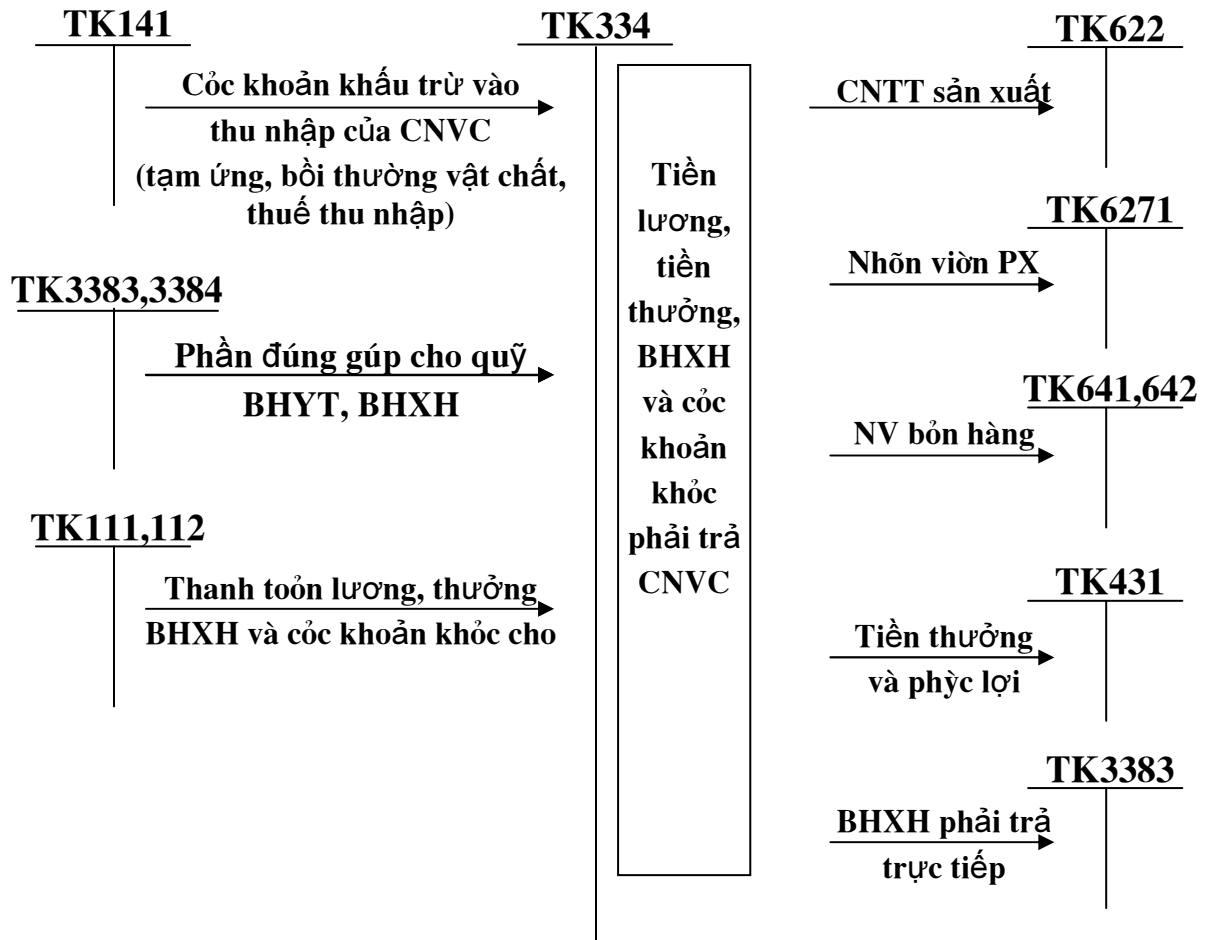 TK141
TK334
TK622
Cỏc khoản khấu trừ vào
thu nhập của CNVC
(tạm ứng, bồi thường vật chất,
thuế thu nhập)
TK3383,3384
Phần đúng gúp cho quỹ
BHYT, BHXH
TK111,112
Thanh toỏn lương, thưởng
BHXH và cỏc khoản khỏc cho
Tiền
lương,
tiền
thưởng,
BHXH
và cỏc
khoản
khỏc
phải trả
CNVC
CNTT sản xuất
TK6271
Nhõn viờn PX
TK641,642
NV bỏn hàng
TK431
Tiền thưởng
và phỳc lợi
TK3383
BHXH phải trả
trực tiếp